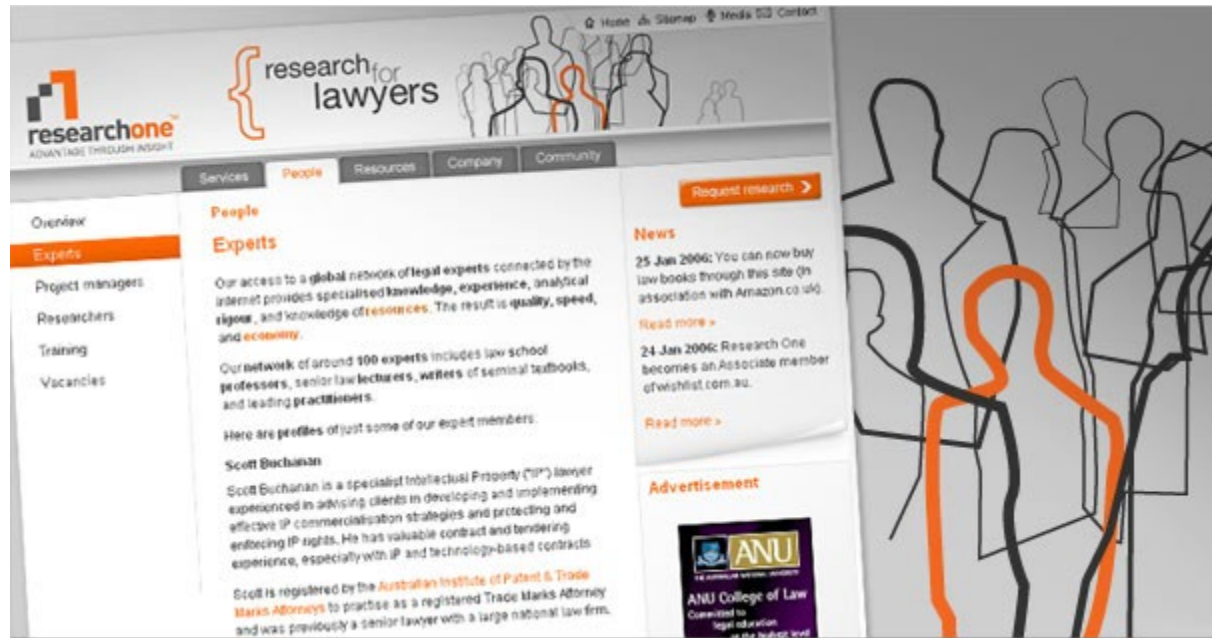 Home Sitemap Media Contact
research for
lawyers
researchone™
ADVANTAGE THROUGH INSIGHT
Services People Resources Company Community
Overview
Experts
Project managers
Researchers
Training
Vacancies
People
Experts
Our access to a global network of legal experts connected by the
internet provides specialised knowledge, experience, analytical
rigour, and knowledge of resources. The result is quality, speed,
and economy.
Our network of around 100 experts includes law school
professors, senior law lecturers, writers of seminal textbooks,
and leading practitioners.
Here are profiles of just some of our expert members:
Scott Buchanan
Scott Buchanan is a specialist Intellectual Property ("IP") lawyer
experienced in advising clients in developing and implementing
effective IP commercialisation strategies and protecting and
enforcing IP rights. He has valuable contract and tendering
experience, especially with IP and technology-based contracts
Scott is registered by the Australian Institute of Patent & Trade
Marks Attorneys to practise as a registered Trade Marks Attorney
and was previously a senior lawyer with a large national law firm.
Request research
News
25 Jan 2006: You can now buy
law books through this site (in
association with Amazon.co.uk).
Read more »
24 Jan 2006: Research One
becomes an Associate member
of wishlist.com.au.
Read more »
Advertisement
ANU
THE AUSTRALIAN NATIONAL UNIVERSITY
ANU College of Law
Committed to
legal education
at the highest level